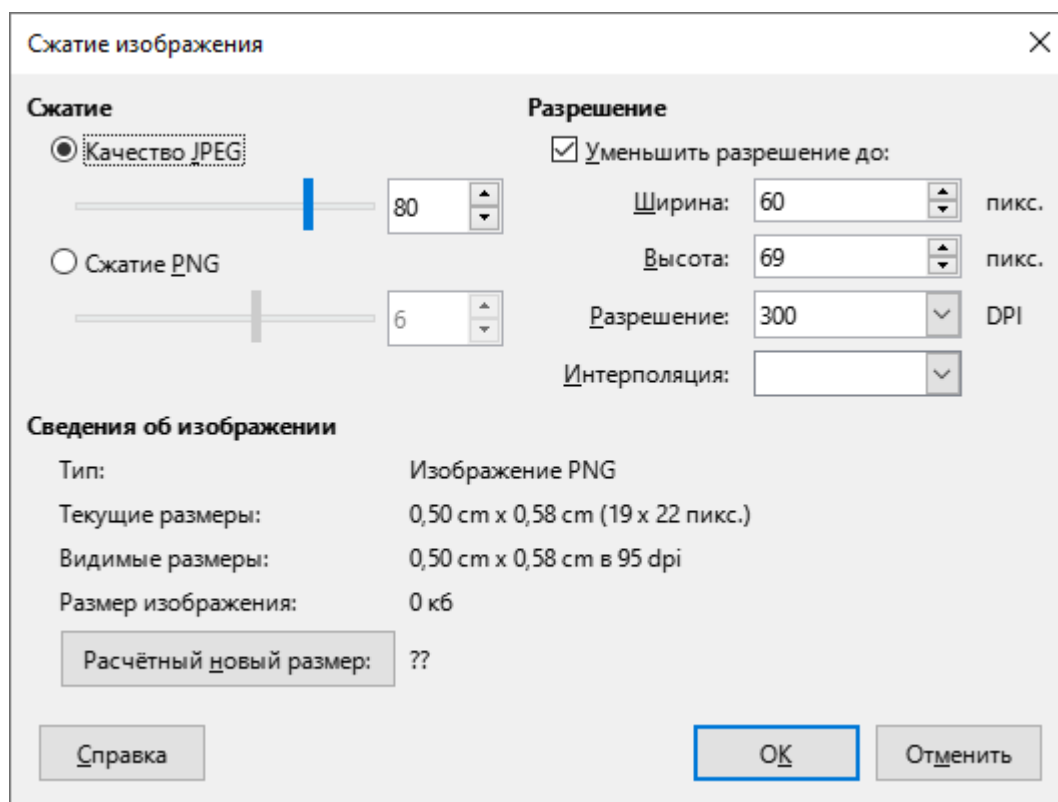 Сжатие изображения
Сжатие
Качество JPEG
80
Сжатие PNG
6
Разрешение
Уменьшить разрешение до:
Ширина: 60 пикс.
Высота: 69 пикс.
Разрешение: 300 DPI
Интерполяция:
Сведения об изображении
Тип: Изображение PNG
Текущие размеры: 0,50 cm x 0,58 cm (19 x 22 пикс.)
Видимые размеры: 0,50 cm x 0,58 cm в 95 dpi
Размер изображения: 0 кб
Расчётный новый размер: ??
Справка OK Отменить